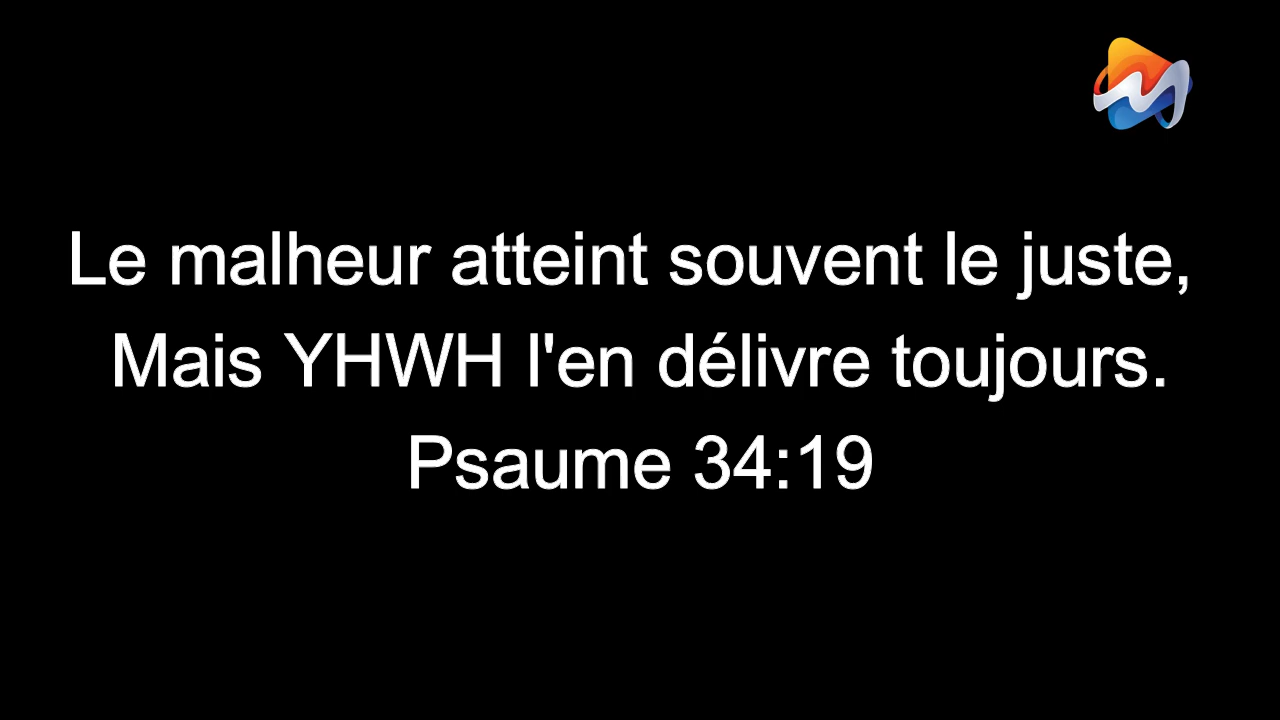 Le malheur atteint souvent le juste,
Mais YHWH l'en délivre toujours.
Psaume 34:19